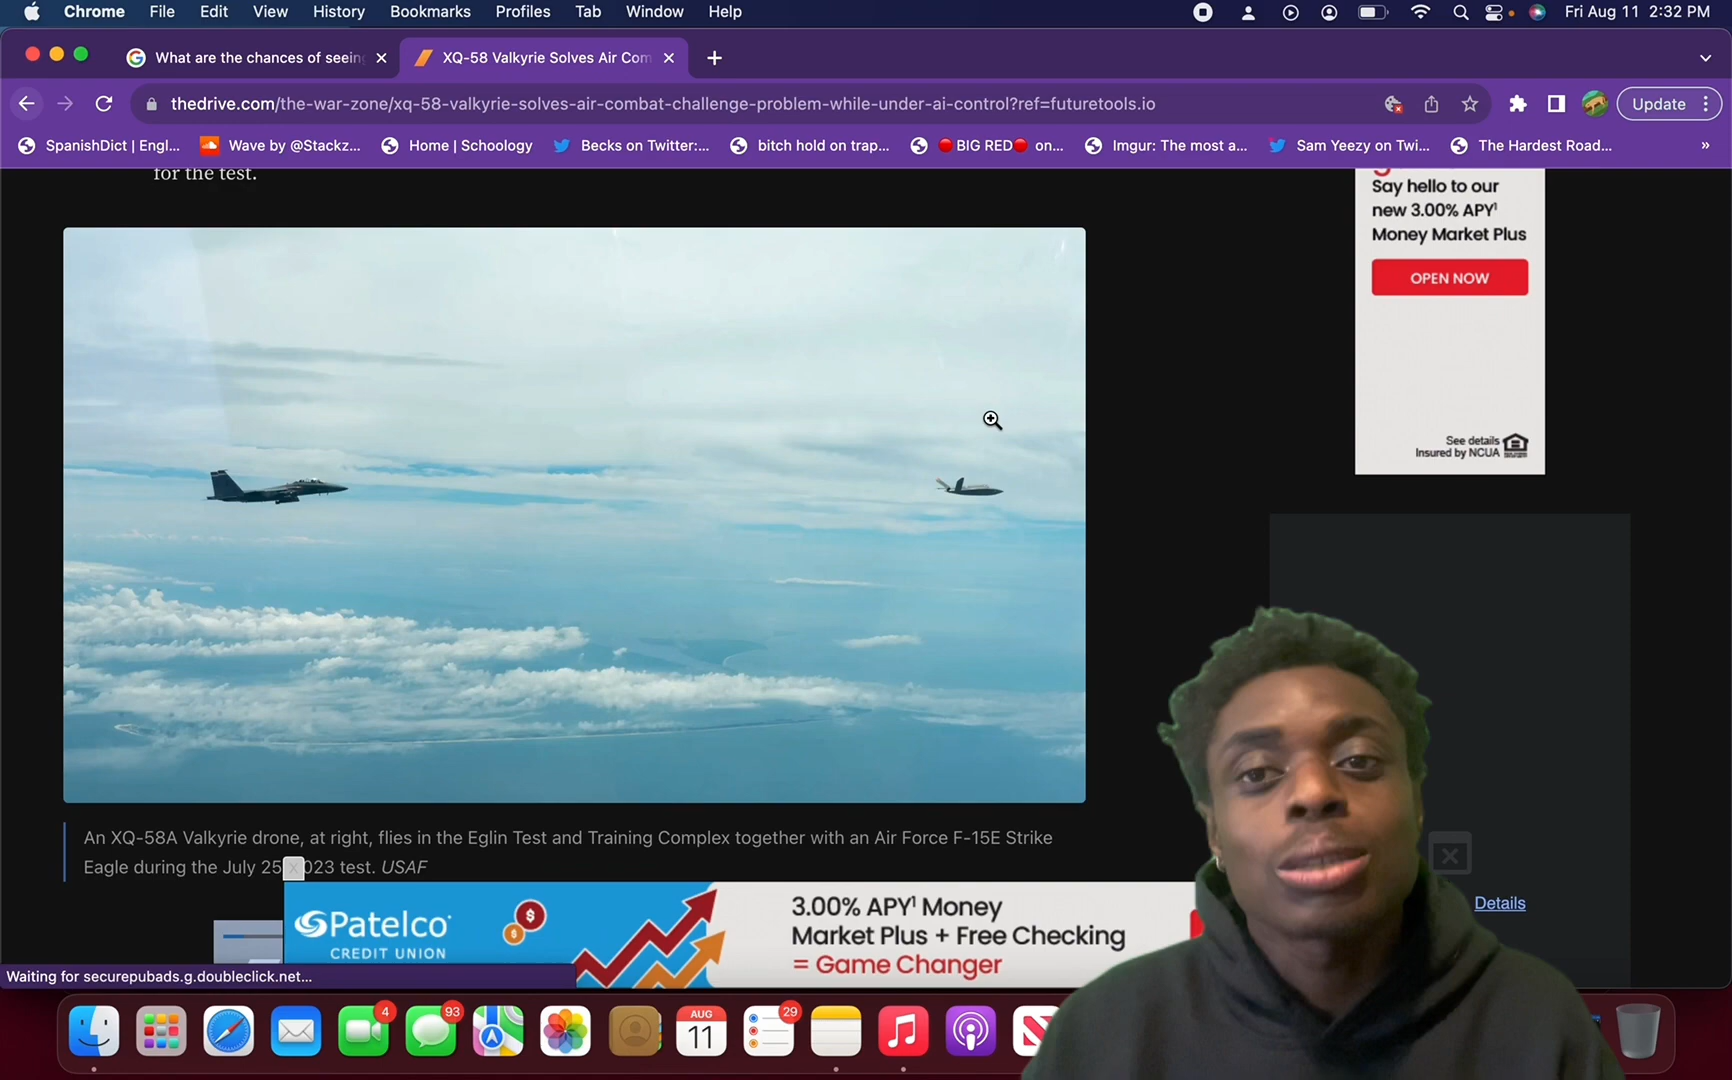 Chrome File Edit View History Bookmarks Profiles Tab Window Help Fri Aug 11 2:32 PM
What are the chances of seein XQ-58 Valkyrie Solves Air Com
thedrive.com/the-war-zone/xq-58-valkyrie-solves-air-combat-challenge-problem-while-under-ai-control?ref=futuretools.io Update
SpanishDict | Engl... Wave by @Stackz... Home | Schoology Becks on Twitter:... bitch hold on trap... 🔴BIG RED🔴 on... Imgur: The most a... Sam Yeezy on Twi... The Hardest Road... »
for the test.
Say hello to our
new 3.00% APY¹
Money Market Plus
OPEN NOW
See details
Insured by NCUA
An XQ-58A Valkyrie drone, at right, flies in the Eglin Test and Training Complex together with an Air Force F-15E Strike
Eagle during the July 25 023 test. USAF
Patelco
CREDIT UNION
3.00% APY¹ Money
Market Plus + Free Checking
= Game Changer
Details
Waiting for securepubads.g.doubleclick.net...
4
93
AUG
11
29